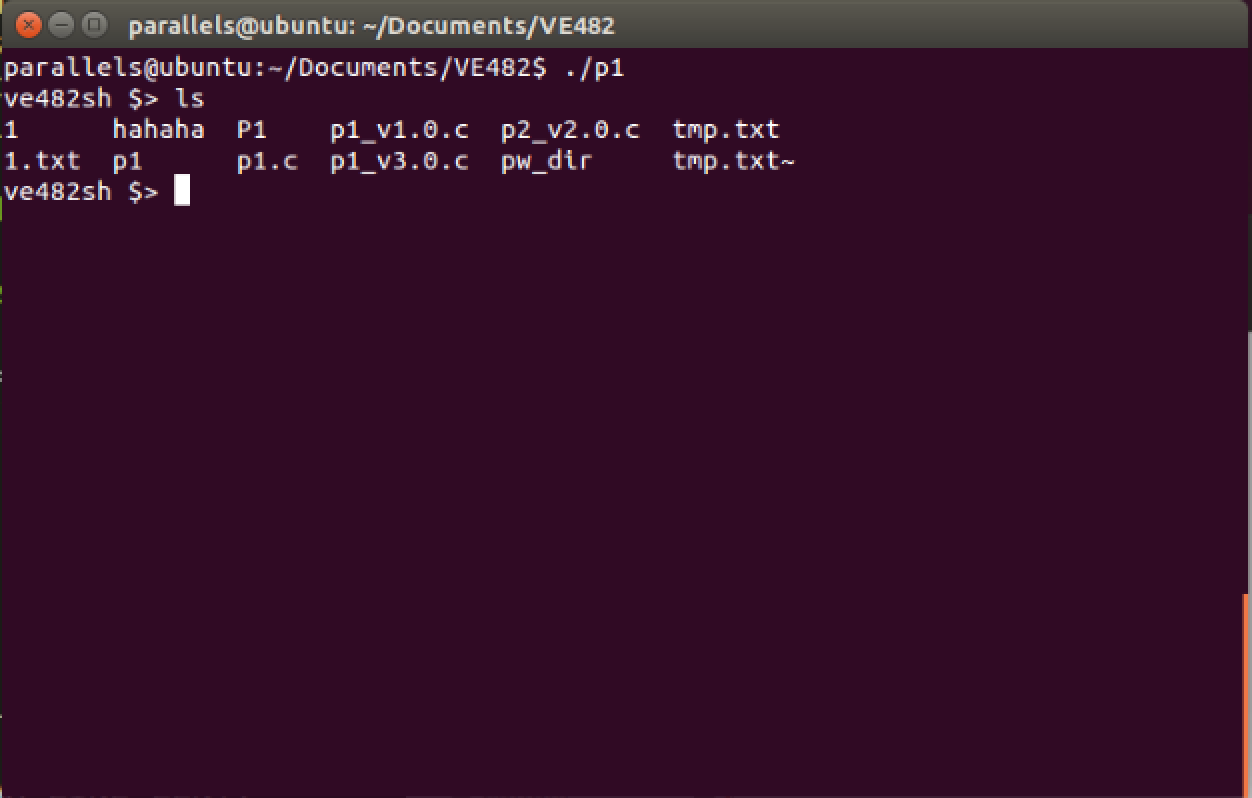 parallels@ubuntu: ~/Documents/VE482
parallels@ubuntu:~/Documents/VE482$ ./p1
ve482sh $> ls
1 hahaha P1 p1_v1.0.c p2_v2.0.c tmp.txt
1.txt p1 p1.c p1_v3.0.c pw_dir tmp.txt~
ve482sh $>